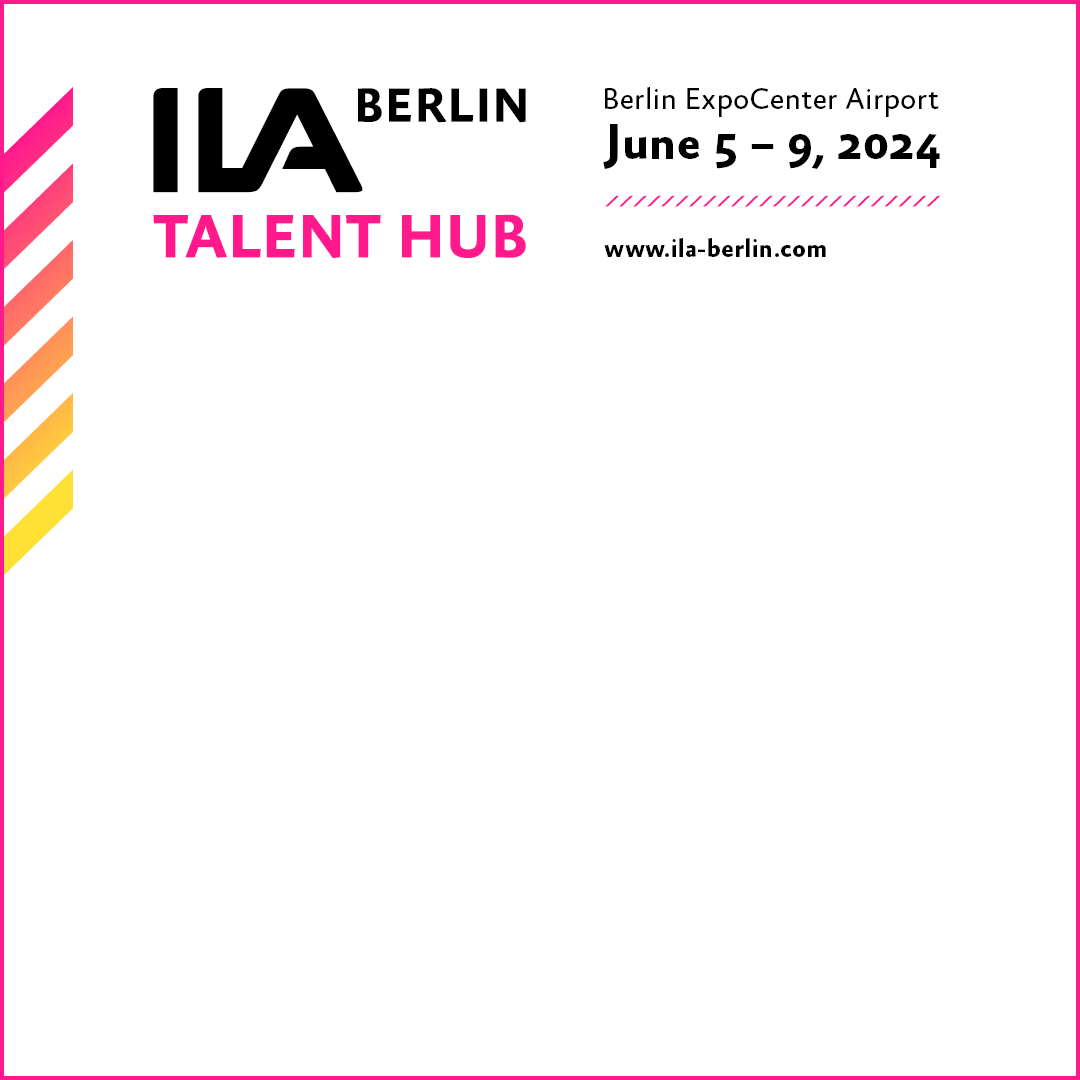 ILA BERLIN
TALENT HUB
Berlin ExpoCenter Airport
June 5 – 9, 2024
www.ila-berlin.com